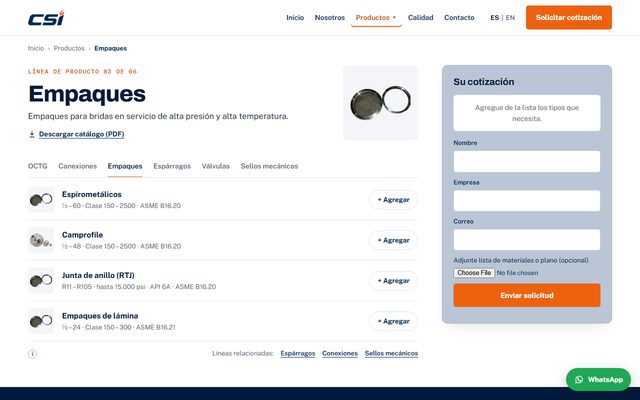 CSI
Inicio
Nosotros
Productos
Calidad
Contacto
ES | EN
Solicitar cotización
Inicio › Productos › Empaques
LÍNEA DE PRODUCTO 03 DE 06
Empaques
Empaques para bridas en servicio de alta presión y alta temperatura.
Descargar catálogo (PDF)
OCTG
Conexiones
Empaques
Espárragos
Válvulas
Sellos mecánicos
Espirometálicos
½ – 60 · Clase 150 – 2500 · ASME B16.20
+ Agregar
Camprofile
½ – 48 · Clase 150 – 2500 · ASME B16.20
+ Agregar
Junta de anillo (RTJ)
R11 – R105 · hasta 15.000 psi · API 6A · ASME B16.20
+ Agregar
Empaques de lámina
½ – 24 · Clase 150 – 300 · ASME B16.21
+ Agregar
i
Líneas relacionadas: Espárragos Conexiones Sellos mecánicos
Su cotización
Agregue de la lista los tipos que
necesita.
Nombre
Empresa
Correo
Adjunte lista de materiales o plano (opcional)
Choose File No file chosen
Enviar solicitud
WhatsApp